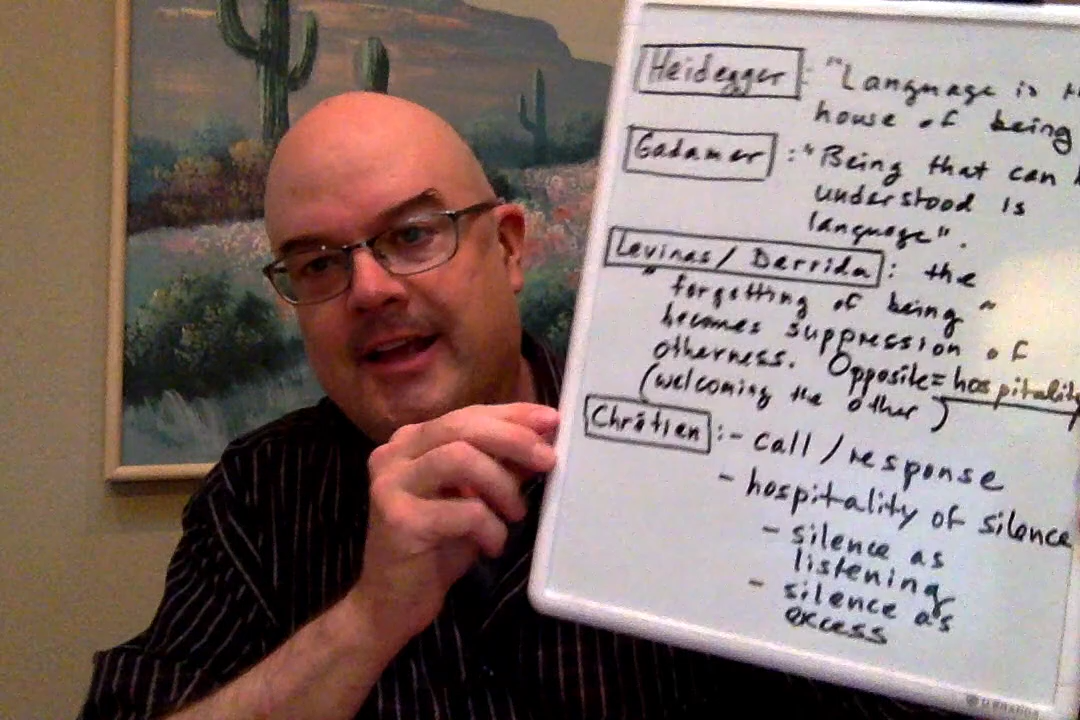 Heidegger : "Language is
house of being
Gadamer : "Being that can
understood is
language".
Levinas/Derrida : the
"forgetting of being"
becomes suppression of
otherness. Opposite = hospitality
(welcoming the other)
Chrétien : - call/response
- hospitality of silence
- silence as
listening
- silence as
excess